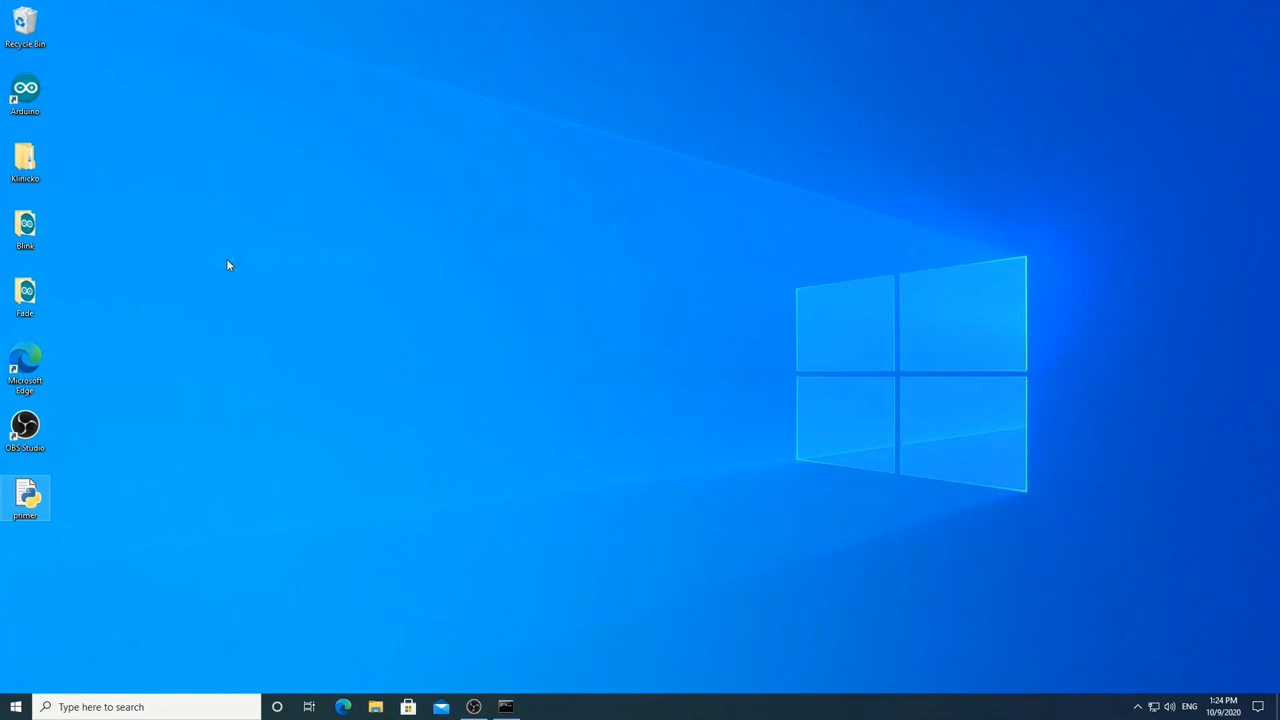 Recycle Bin
Arduino
Klinicko
Blink
Fade
Microsoft
Edge
OBS Studio
primer
Type here to search
ENG
1:24 PM
10/9/2020